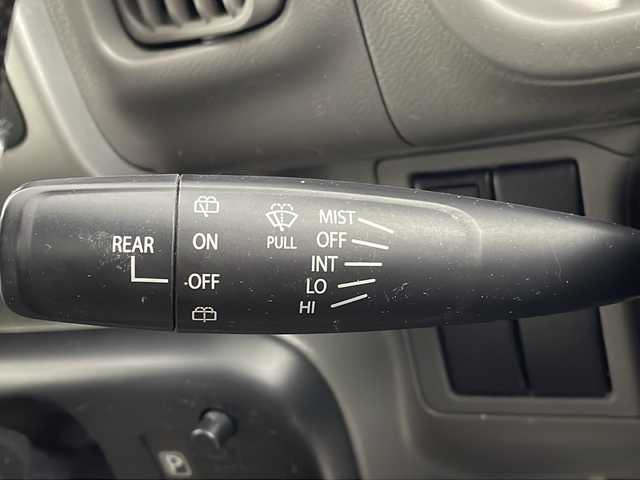 REAR
ON
OFF
PULL
MIST
OFF
INT
LO
HI